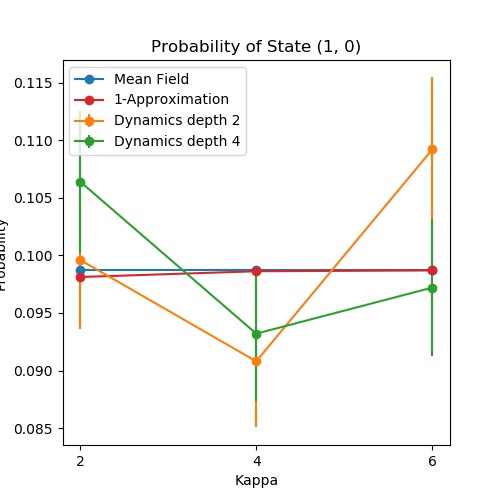 Probability of State (1, 0)
Mean Field
1-Approximation
Dynamics depth 2
Dynamics depth 4
0.115
0.110
0.105
0.100
0.095
0.090
0.085
Probability
2
4
6
Kappa